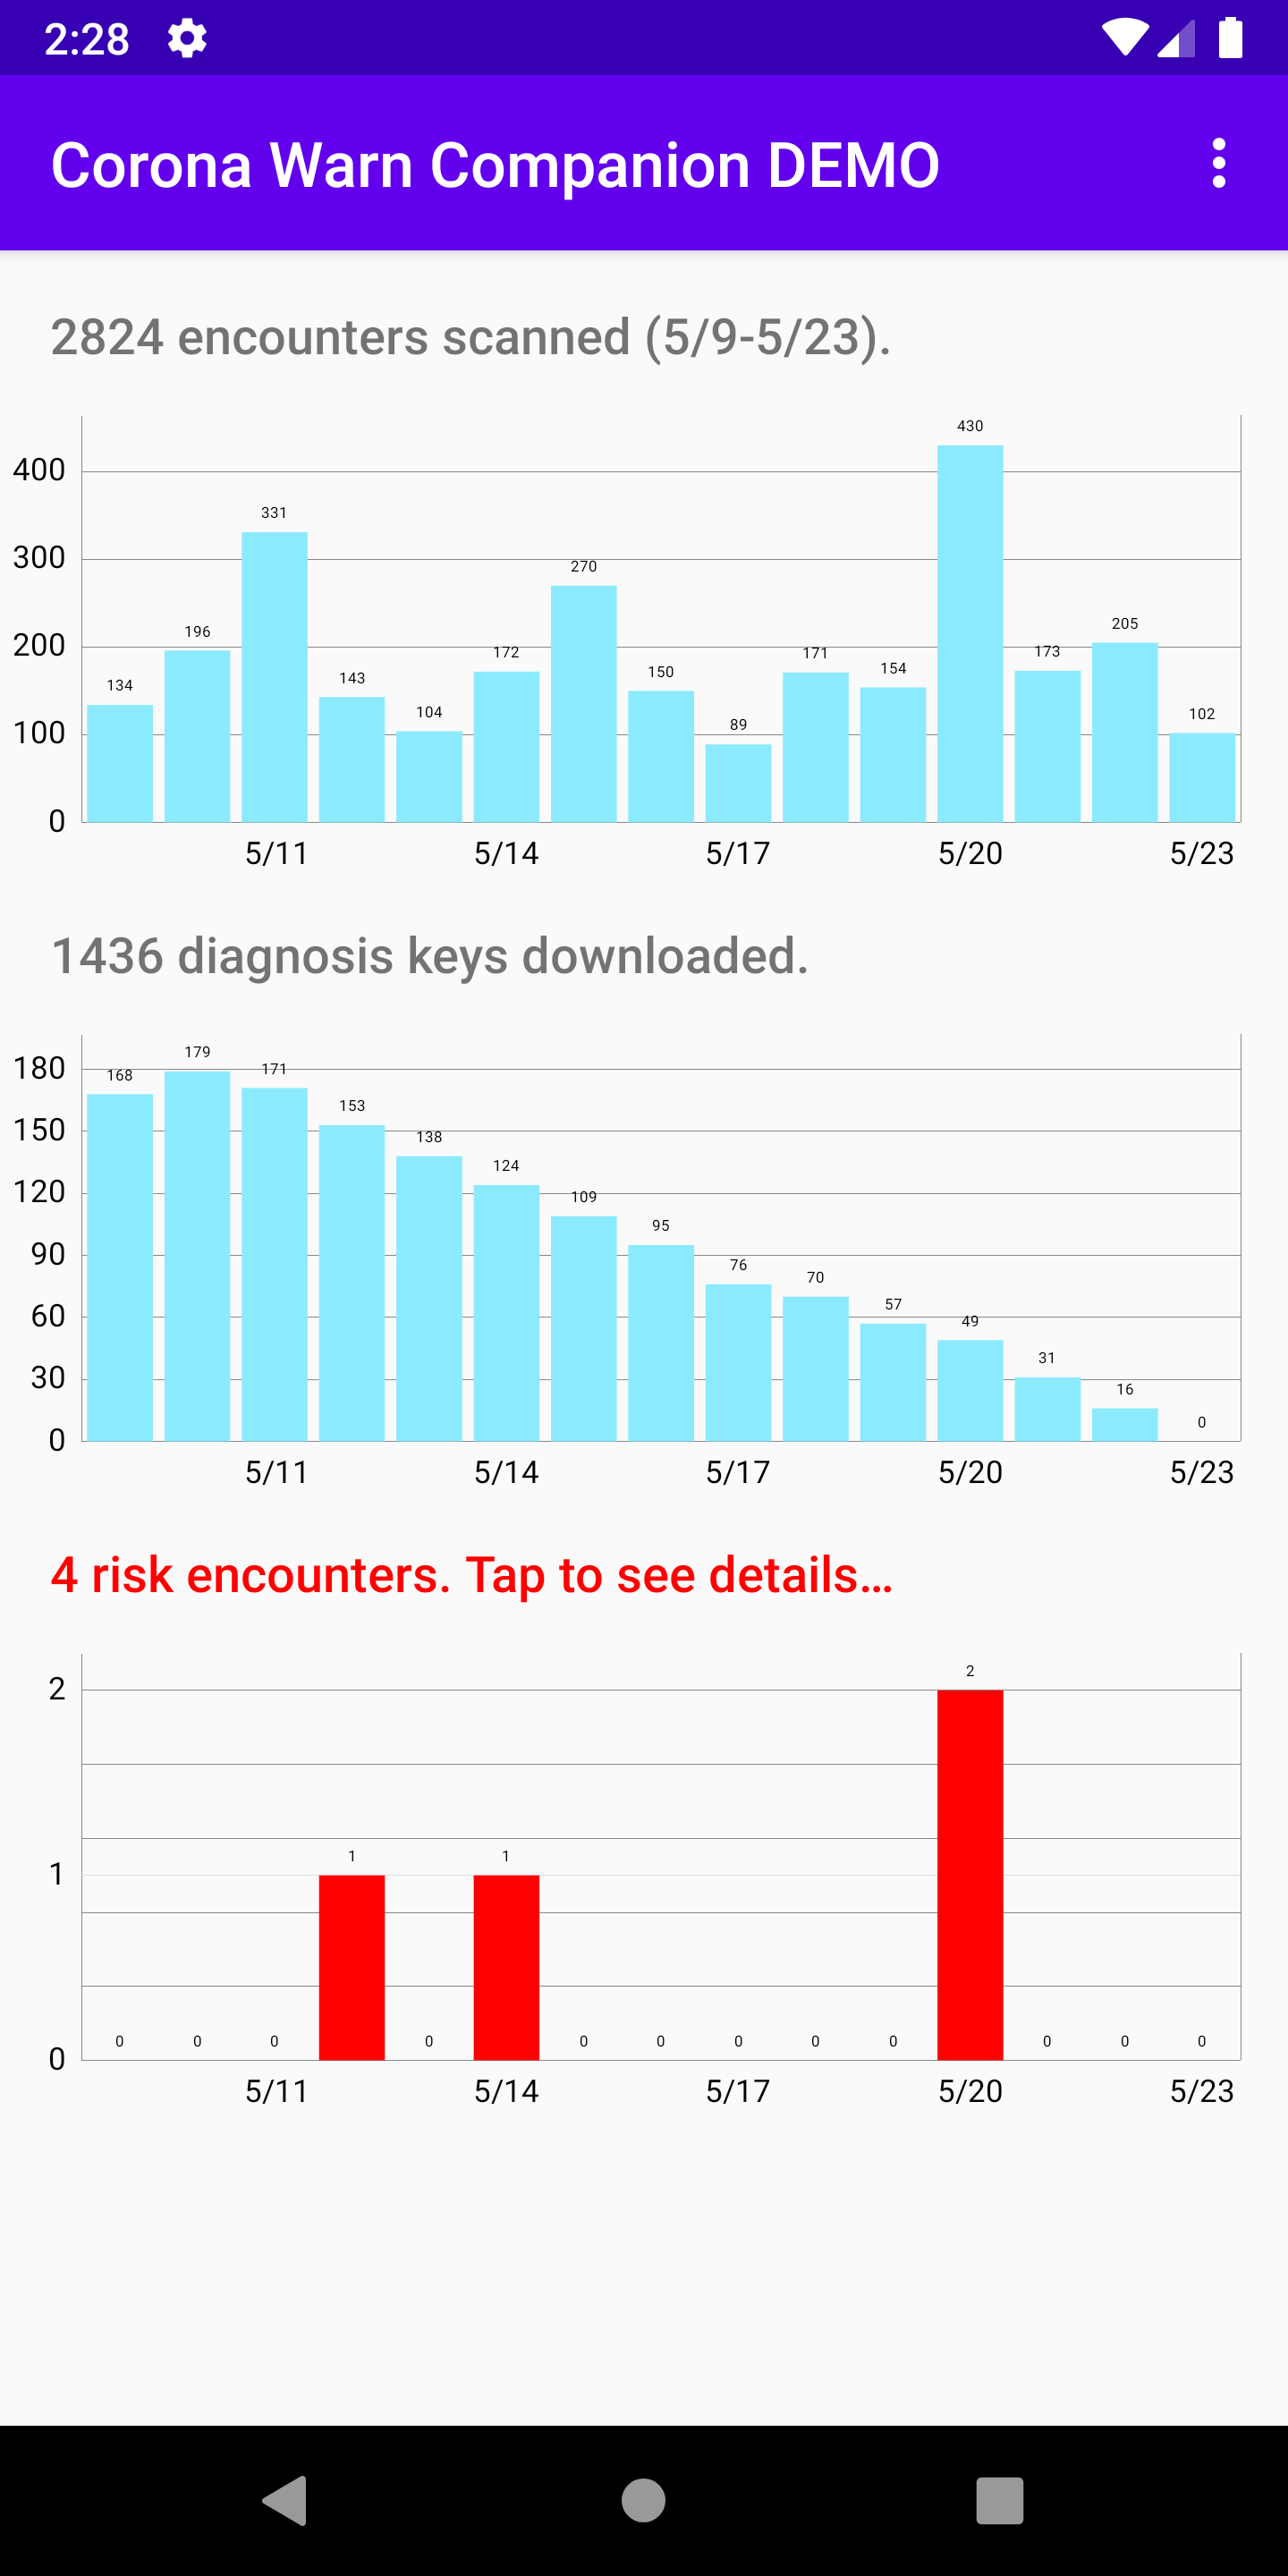 2:28
Corona Warn Companion DEMO
2824 encounters scanned (5/9-5/23).
400
300
200
100
0
134 196 331 143 104 172 270 150 89 171 154 430 173 205 102
5/11 5/14 5/17 5/20 5/23
1436 diagnosis keys downloaded.
180
150
120
90
60
30
0
168 179 171 153 138 124 109 95 76 70 57 49 31 16 0
5/11 5/14 5/17 5/20 5/23
4 risk encounters. Tap to see details…
2
1
0
0 0 0 1 0 1 0 0 0 0 0 2 0 0 0
5/11 5/14 5/17 5/20 5/23